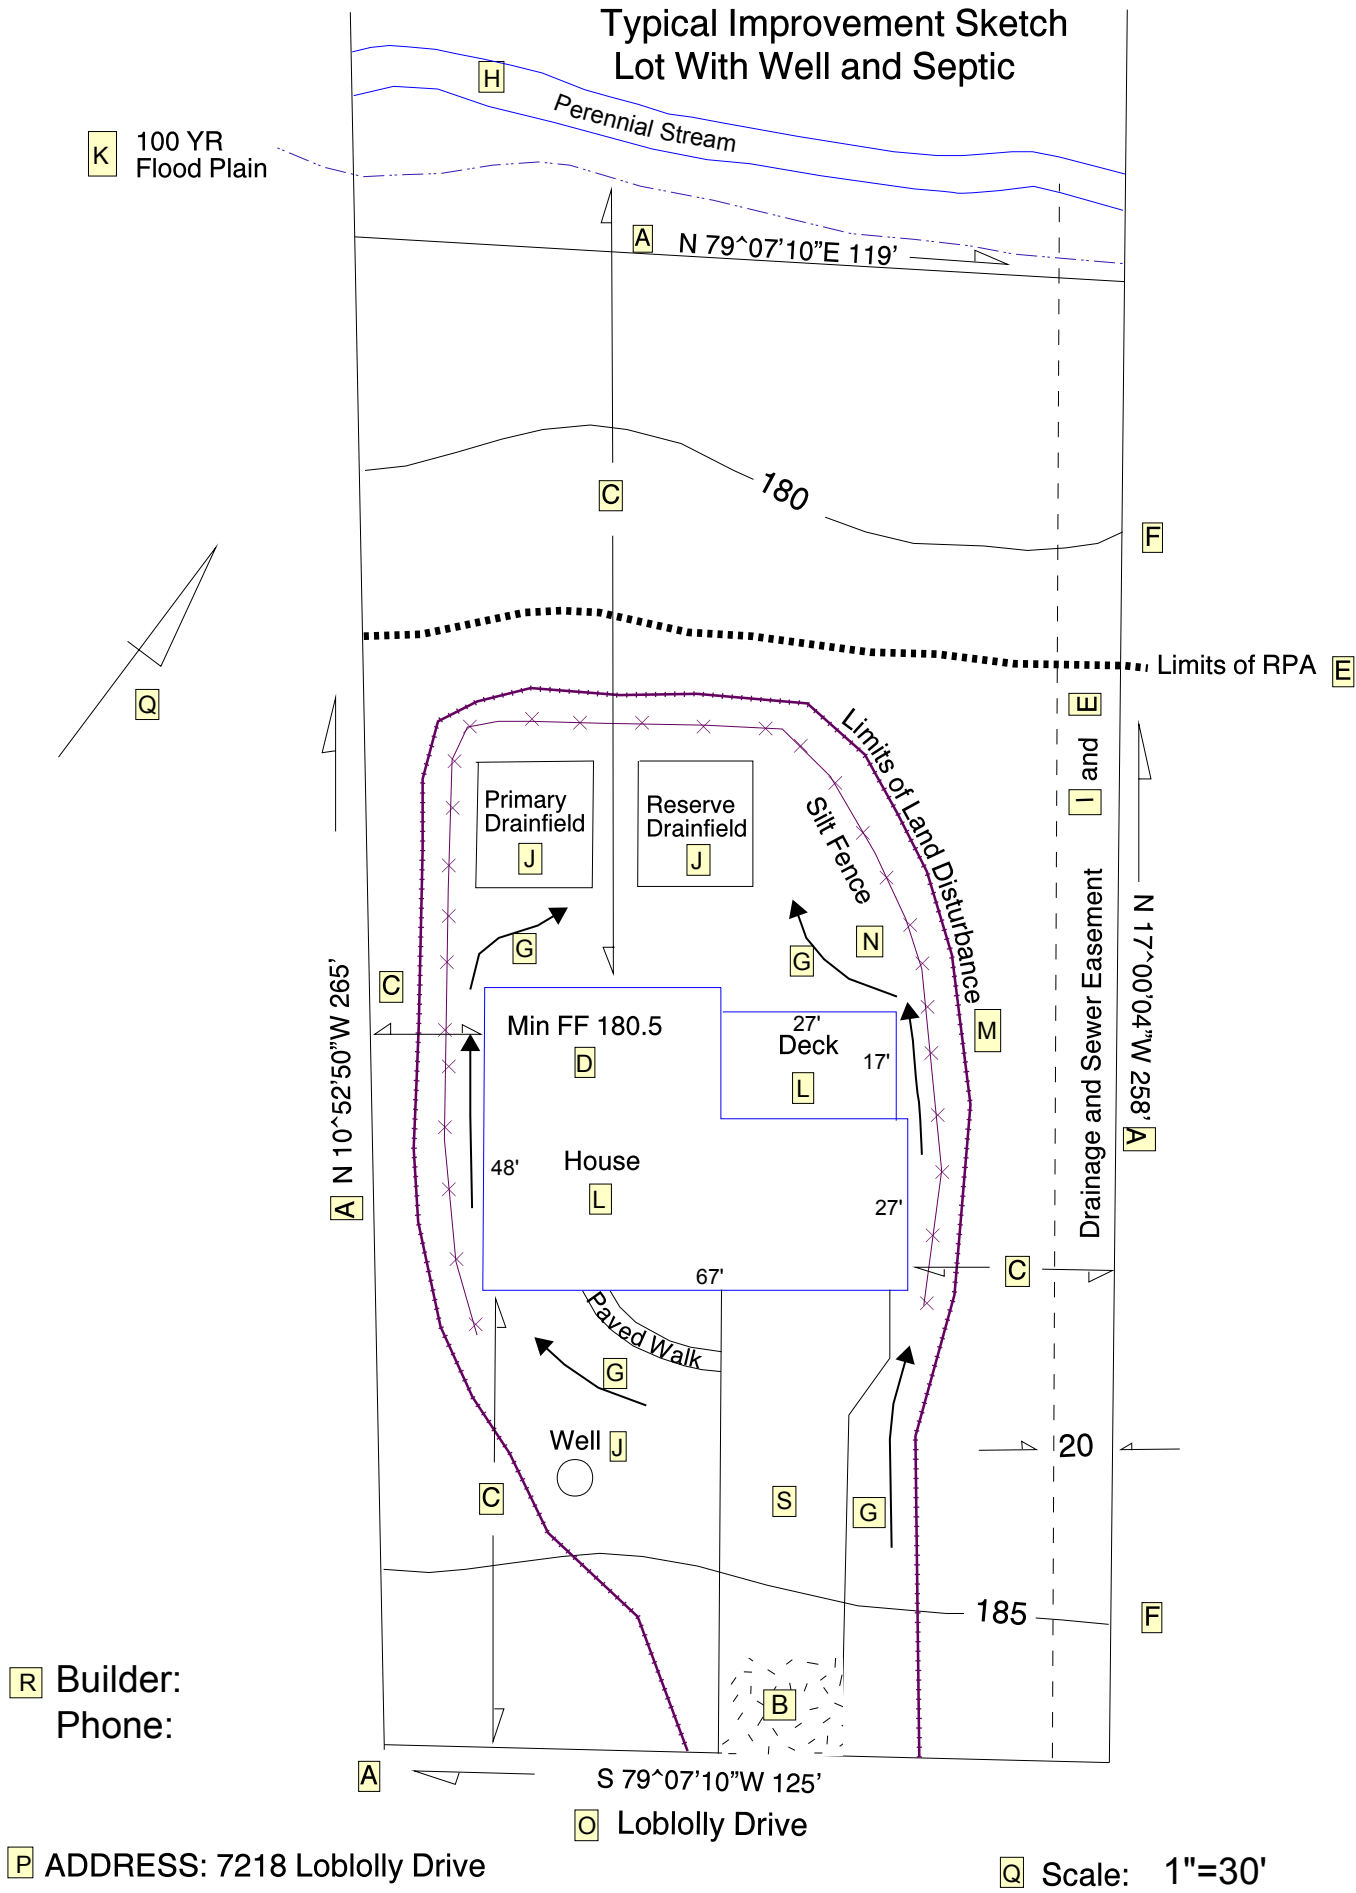 Typical Improvement Sketch
Lot With Well and Septic
H
Perennial Stream
K
100 YR
Flood Plain
A
N 79^07'10"E 119'
C
180
F
Q
Limits of RPA
E
Limits of Land Disturbance
Silt Fence
Primary
Drainfield
J
Reserve
Drainfield
J
G
G
N
M
C
Min FF 180.5
D
27'
Deck
17'
L
House
L
48'
27'
67'
A N 10^52'50"W 265'
Drainage and Sewer Easement I and E
N 17^00'04"W 258' A
C
Paved Walk
G
Well J
C
S
G
20
185
F
B
R Builder:
Phone:
A
S 79^07'10"W 125'
O Loblolly Drive
P ADDRESS: 7218 Loblolly Drive
Q Scale: 1"=30'